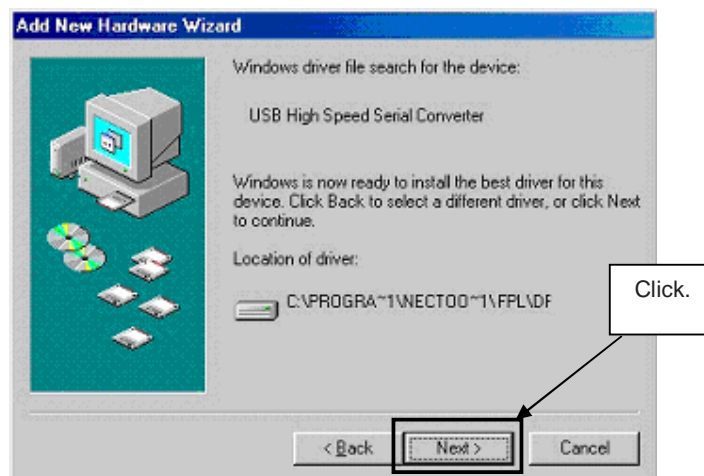 Add New Hardware Wizard
Windows driver file search for the device:
USB High Speed Serial Converter
Windows is now ready to install the best driver for this
device. Click Back to select a different driver, or click Next
to continue.
Location of driver:
C:\PROGRA~1\NECTOO~1\FPL\DF
Click.
< Back
Next >
Cancel